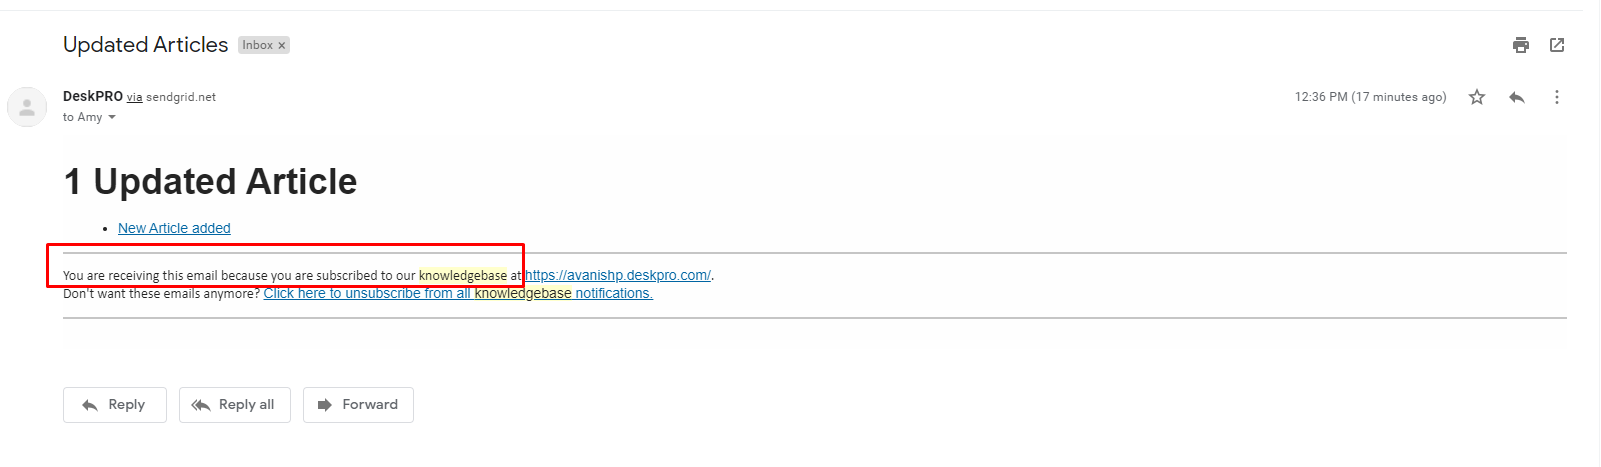 Updated Articles Inbox x
DeskPRO via sendgrid.net 12:36 PM (17 minutes ago)
to Amy
1 Updated Article
• New Article added
You are receiving this email because you are subscribed to our knowledgebase at https://avanishp.deskpro.com/.
Don't want these emails anymore? Click here to unsubscribe from all knowledgebase notifications.
Reply Reply all Forward